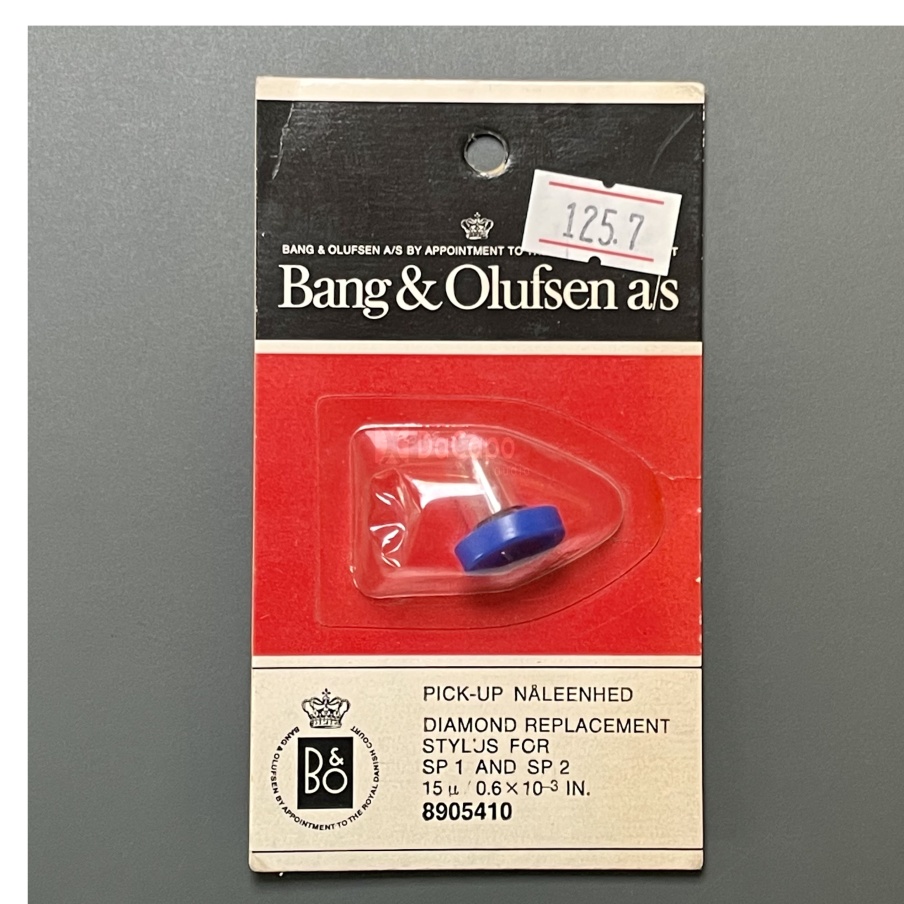 125.7
BANG & OLUFSEN A/S BY APPOINTMENT TO
Bang & Olufsen a/s
DaCapo
PICK-UP NÅLEENHED
DIAMOND REPLACEMENT
STYLUS FOR
SP 1 AND SP 2
15 µ / 0.6 × 10-3 IN.
8905410
B&O
BANG & OLUFSEN BY APPOINTMENT TO THE ROYAL DANISH COURT